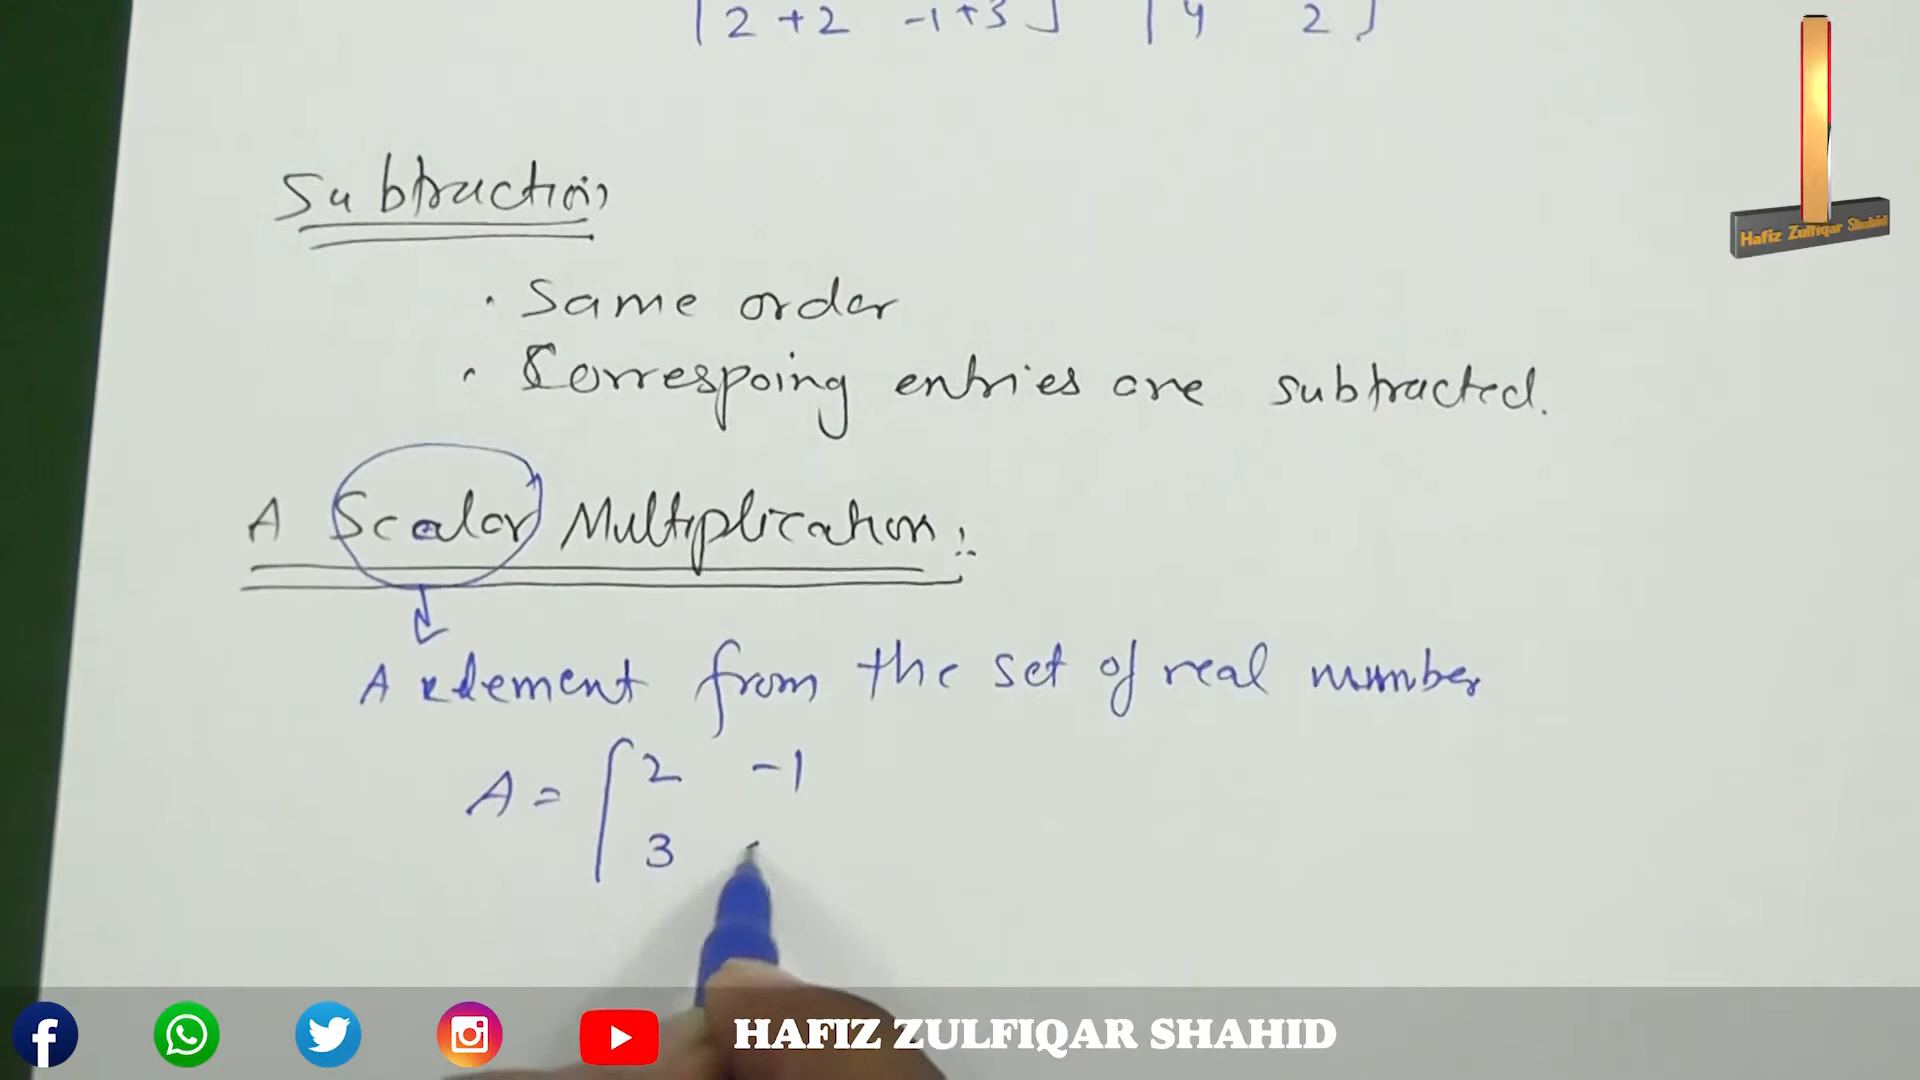 [2+2 -1+3] [4 2]
Subtraction
· Same order
· Correspoing entries are subtracted.
A Scalar Multiplication:
A element from the set of real number
A = [2 -1
3
Hafiz Zulfiqar Shahid
HAFIZ ZULFIQAR SHAHID